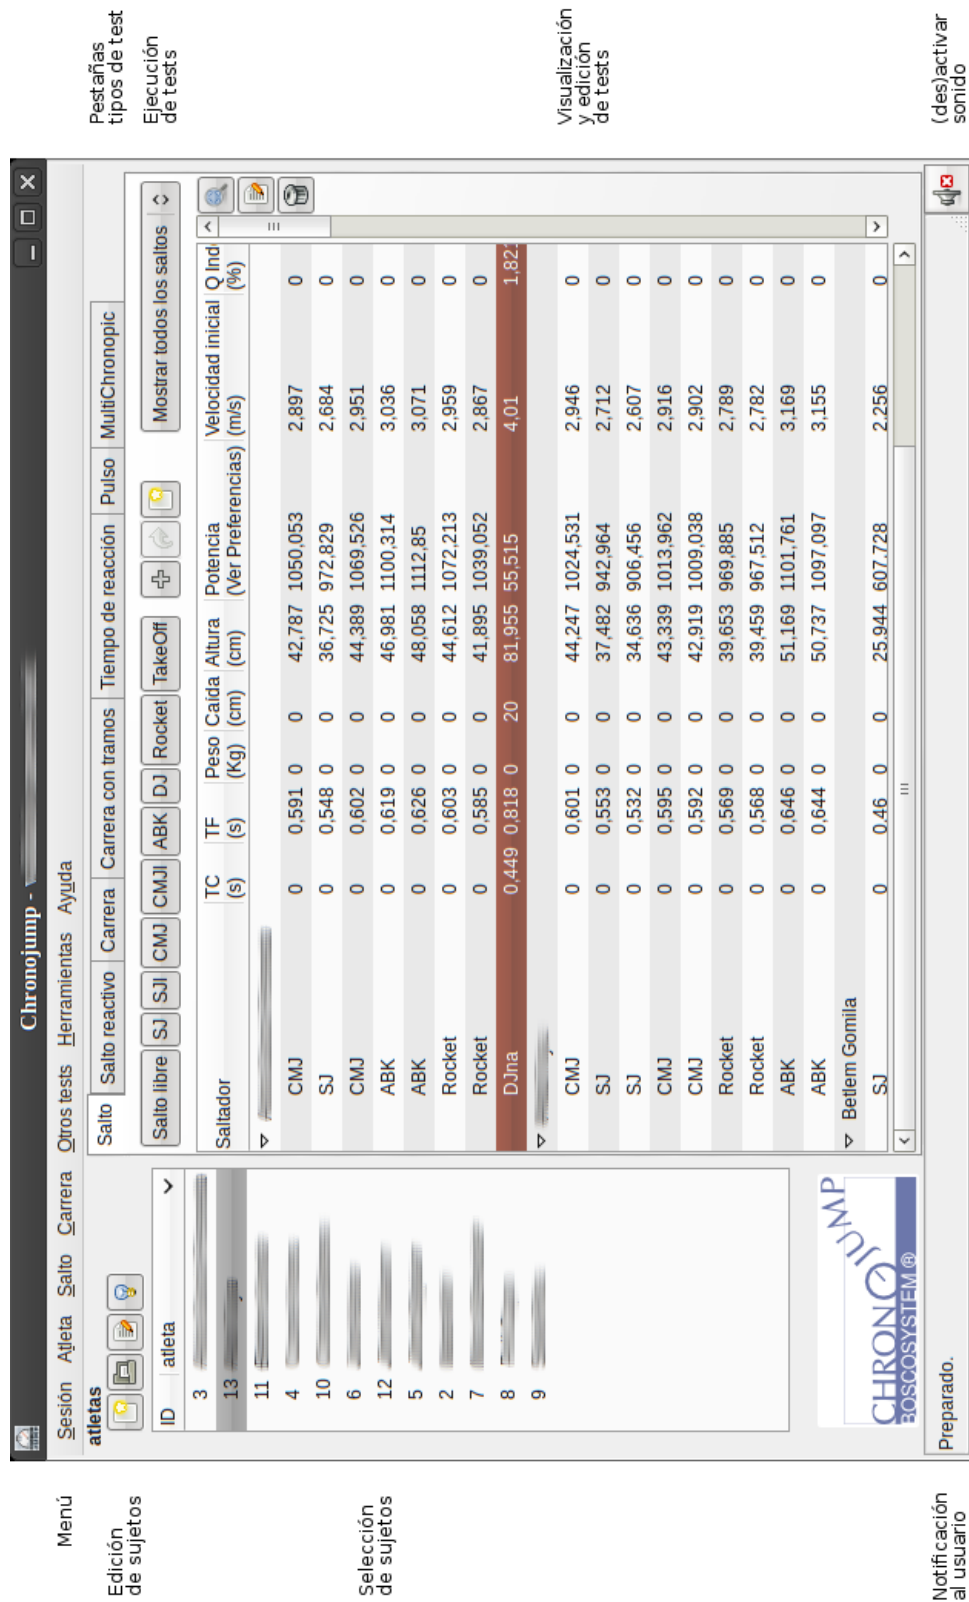 Pestañas
tipos de test
Ejecución
de tests
Visualización
y edición
de tests
(des)activar
sonido
Chronojump -
Sesión Atleta Salto Carrera Otros tests Herramientas Ayuda
atletas
ID atleta
3
13
11
4
10
6
12
5
2
7
8
9
CHRONOJUMP
BOSCOSYSTEM ®
Salto Salto reactivo Carrera Carrera con tramos Tiempo de reacción Pulso MultiChronopic
Salto libre SJ SJl CMJ CMJl ABK DJ Rocket TakeOff Mostrar todos los saltos
Saltador TC (s) TF (s) Peso (Kg) Caída (cm) Altura (cm) Potencia (Ver Preferencias) Velocidad inicial (m/s) Q Ind (%)
CMJ 0 0,591 0 0 42,787 1050,053 2,897 0
SJ 0 0,548 0 0 36,725 972,829 2,684 0
CMJ 0 0,602 0 0 44,389 1069,526 2,951 0
ABK 0 0,619 0 0 46,981 1100,314 3,036 0
ABK 0 0,626 0 0 48,058 1112,85 3,071 0
Rocket 0 0,603 0 0 44,612 1072,213 2,959 0
Rocket 0 0,585 0 0 41,895 1039,052 2,867 0
DJna 0,449 0,818 0 20 81,955 55,515 4,01 1,82
CMJ 0 0,601 0 0 44,247 1024,531 2,946 0
SJ 0 0,553 0 0 37,482 942,964 2,712 0
SJ 0 0,532 0 0 34,636 906,456 2,607 0
CMJ 0 0,595 0 0 43,339 1013,962 2,916 0
CMJ 0 0,592 0 0 42,919 1009,038 2,902 0
Rocket 0 0,569 0 0 39,653 969,885 2,789 0
Rocket 0 0,568 0 0 39,459 967,512 2,782 0
ABK 0 0,646 0 0 51,169 1101,761 3,169 0
ABK 0 0,644 0 0 50,737 1097,097 3,155 0
Betlem Gomila
SJ 0 0,46 0 0 25,944 607,728 2,256 0
Preparado.
Menú
Edición
de sujetos
Selección
de sujetos
Notificación
al usuario